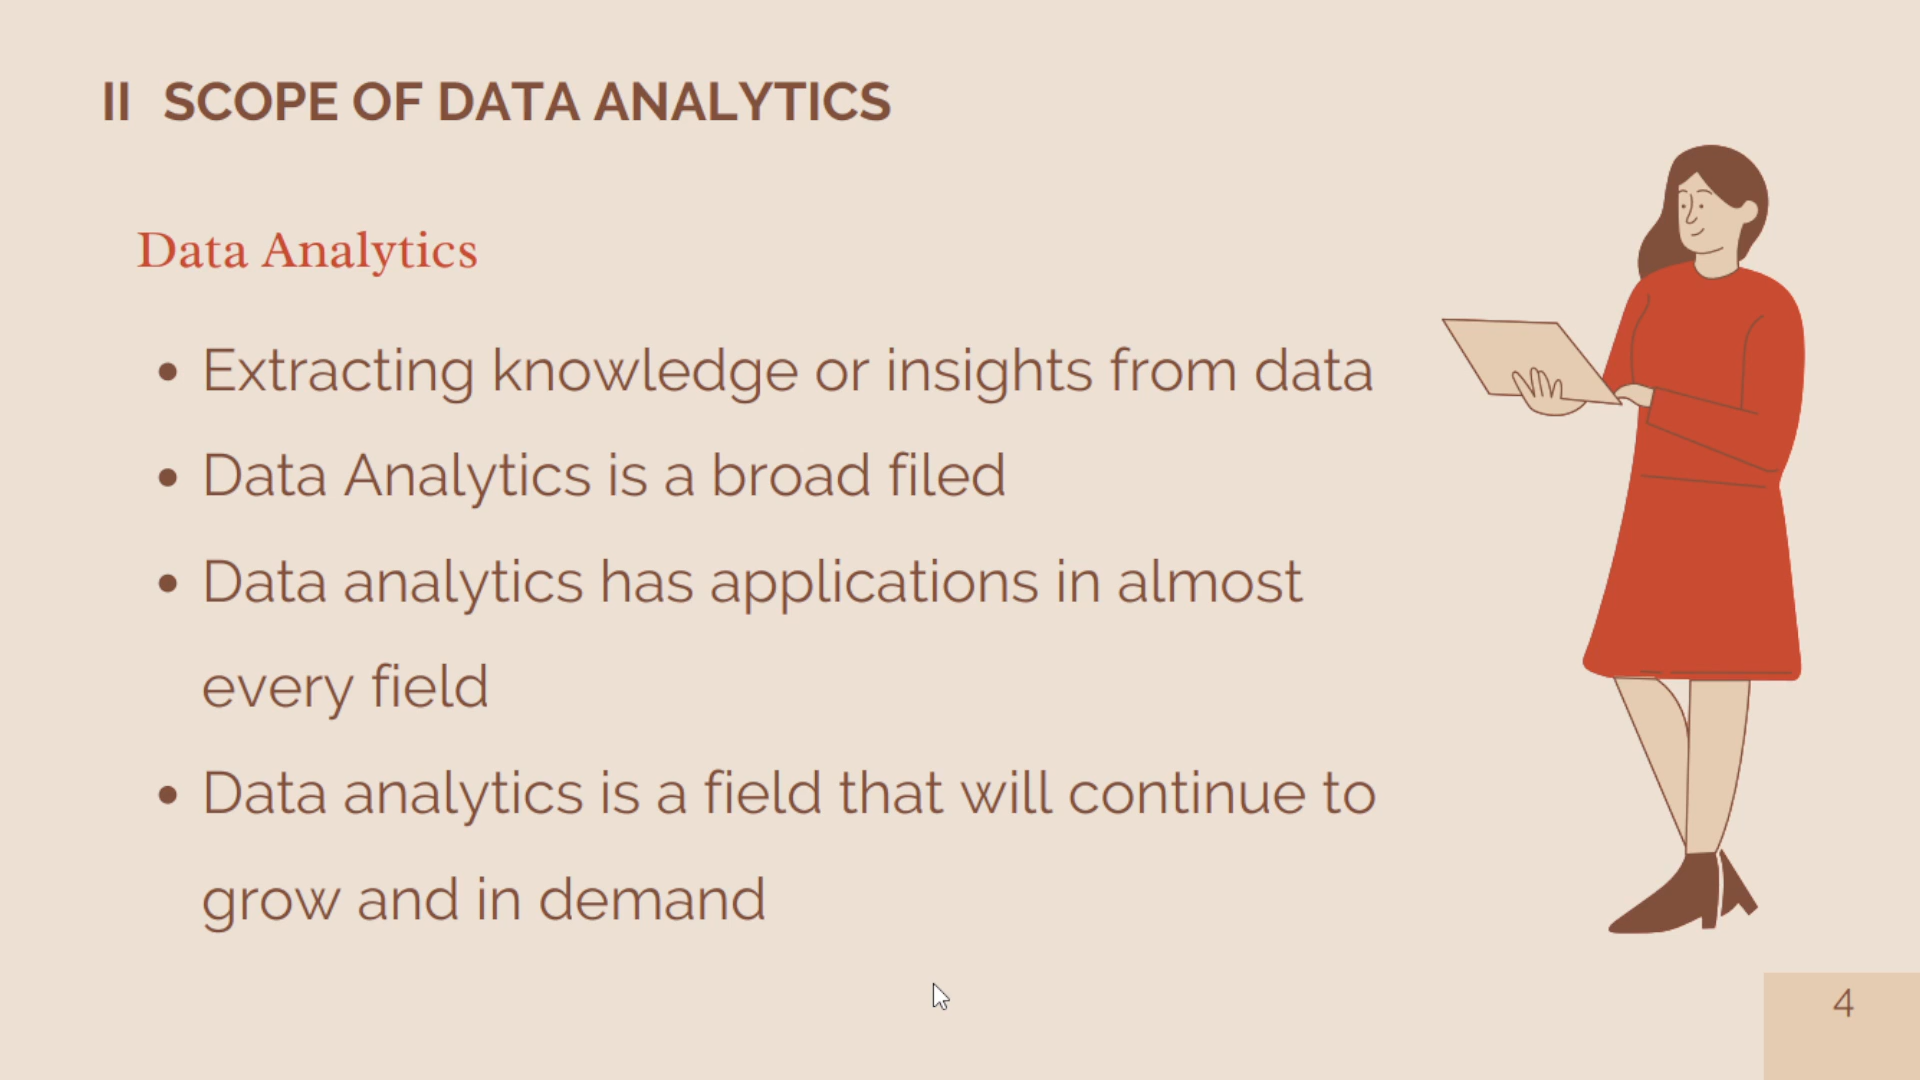 II SCOPE OF DATA ANALYTICS
Data Analytics
• Extracting knowledge or insights from data
• Data Analytics is a broad filed
• Data analytics has applications in almost
every field
• Data analytics is a field that will continue to
grow and in demand
4